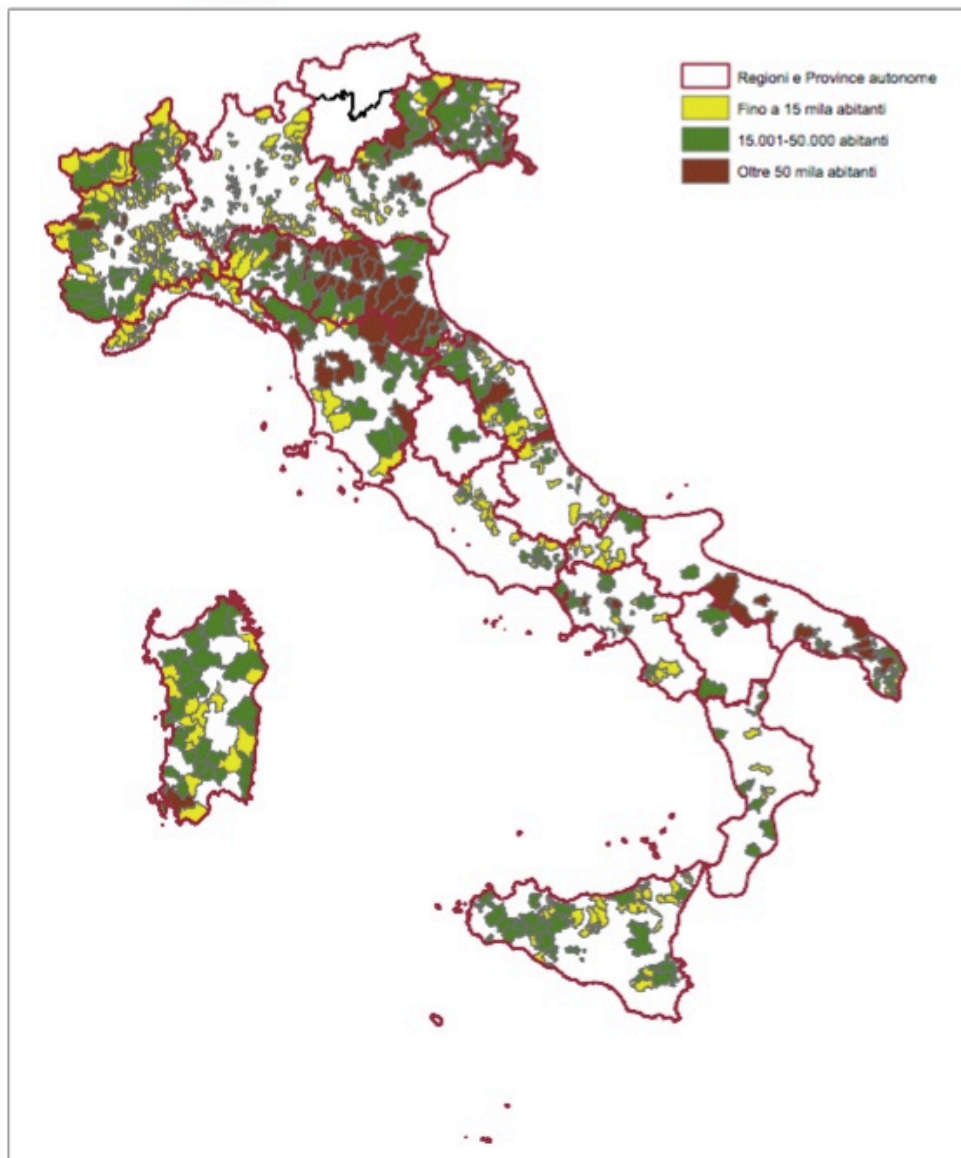 Regioni e Province autonome
Fino a 15 mila abitanti
15.001-50.000 abitanti
Oltre 50 mila abitanti